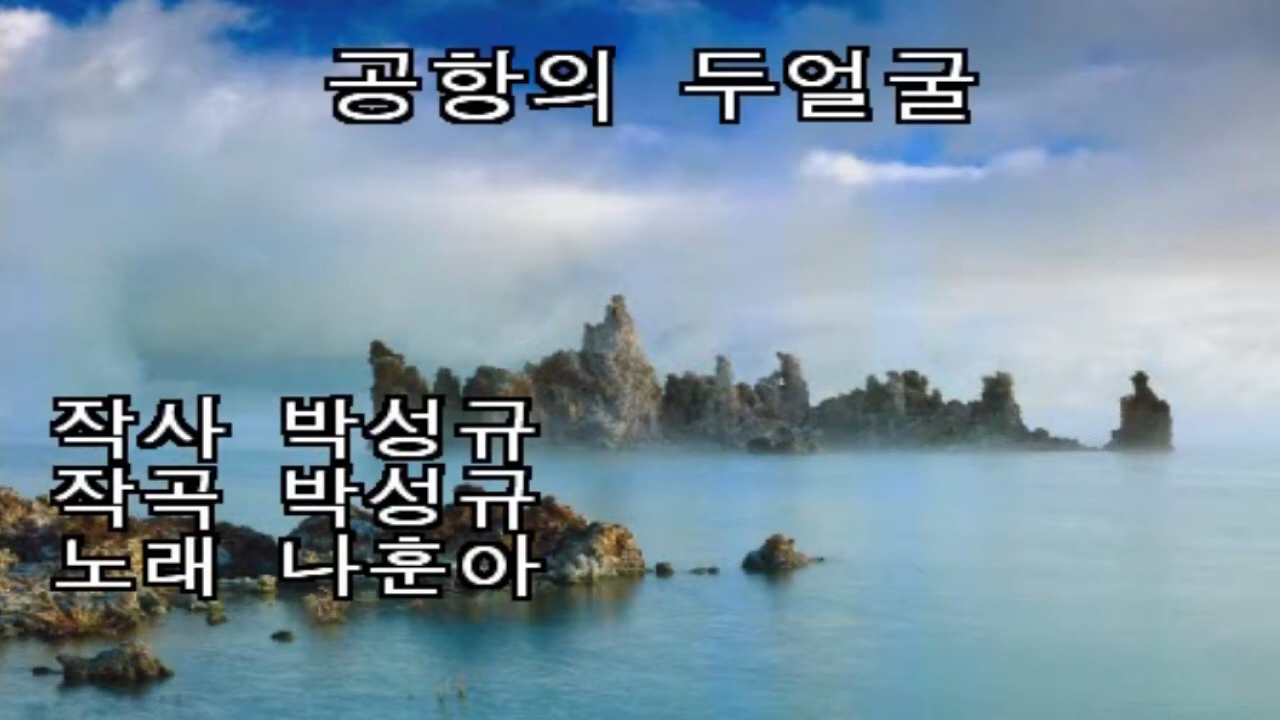 공항의 두얼굴
작사 박성규
작곡 박성규
노래 나훈아